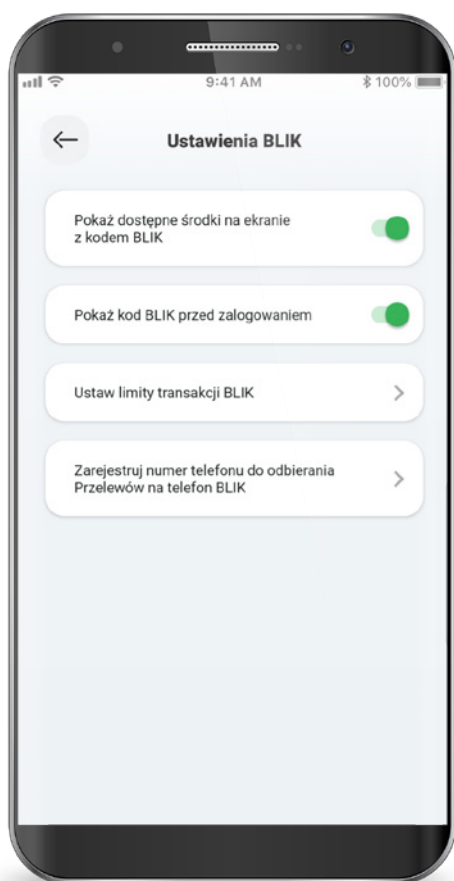 9:41 AM
100%
Ustawienia BLIK
Pokaż dostępne środki na ekranie
z kodem BLIK
Pokaż kod BLIK przed zalogowaniem
Ustaw limity transakcji BLIK
Zarejestruj numer telefonu do odbierania
Przelewów na telefon BLIK